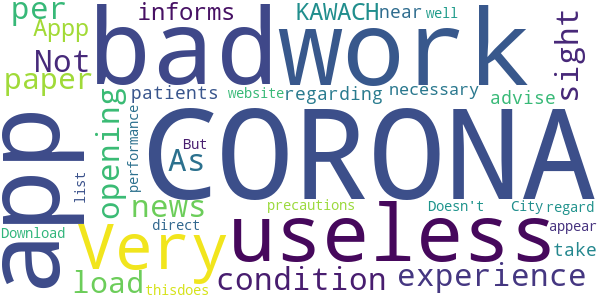 per
Appp
informs
KAWACH
near
well
bad
work
sight
Not
paper
app
opening
patients
website
regarding
necessary
advise
performance
CORONA
But
As
list
news
precautions
Doesn't
City
regard
Download
Very
direct
useless
appear
take
load
condition
experience
thisdoes